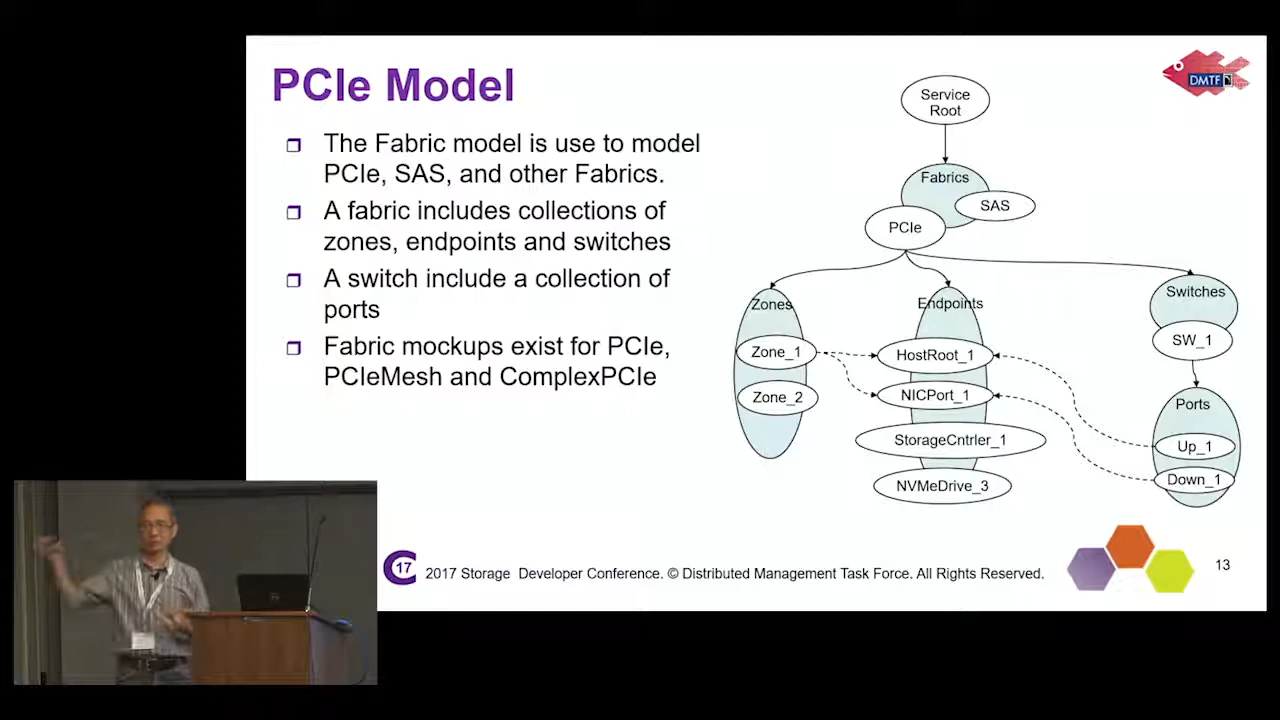 PCIe Model
The Fabric model is use to model
PCIe, SAS, and other Fabrics.
A fabric includes collections of
zones, endpoints and switches
A switch include a collection of
ports
Fabric mockups exist for PCIe,
PCIeMesh and ComplexPCIe
DMTF
Service
Root
Fabrics
SAS
PCIe
Zones
Zone_1
Zone_2
Endpoints
HostRoot_1
NICPort_1
StorageCntrler_1
NVMeDrive_3
Switches
SW_1
Ports
Up_1
Down_1
17
2017 Storage Developer Conference. © Distributed Management Task Force. All Rights Reserved.
13